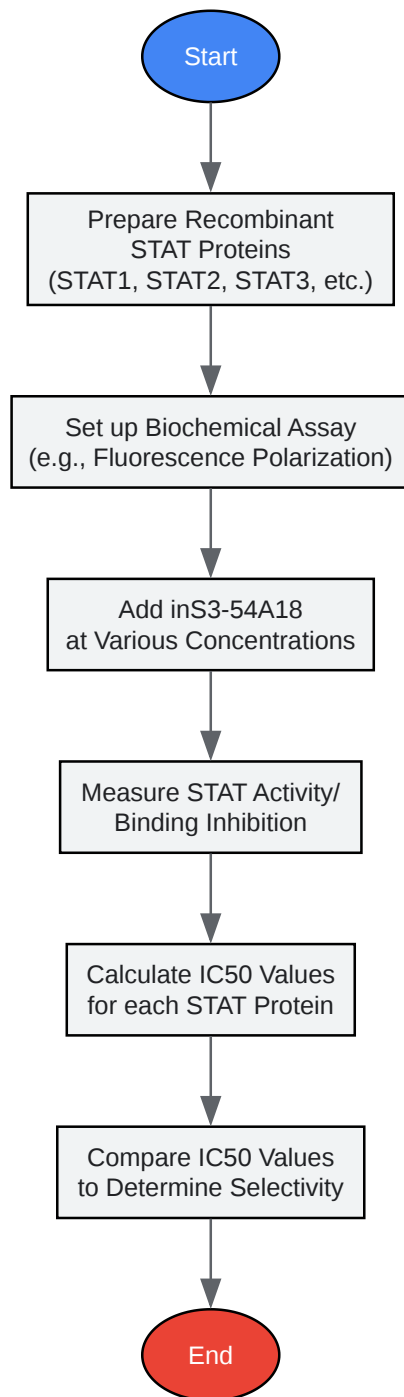 Start
Prepare Recombinant
STAT Proteins
(STAT1, STAT2, STAT3, etc.)
Set up Biochemical Assay
(e.g., Fluorescence Polarization)
Add inS3-54A18
at Various Concentrations
Measure STAT Activity/
Binding Inhibition
Calculate IC50 Values
for each STAT Protein
Compare IC50 Values
to Determine Selectivity
End